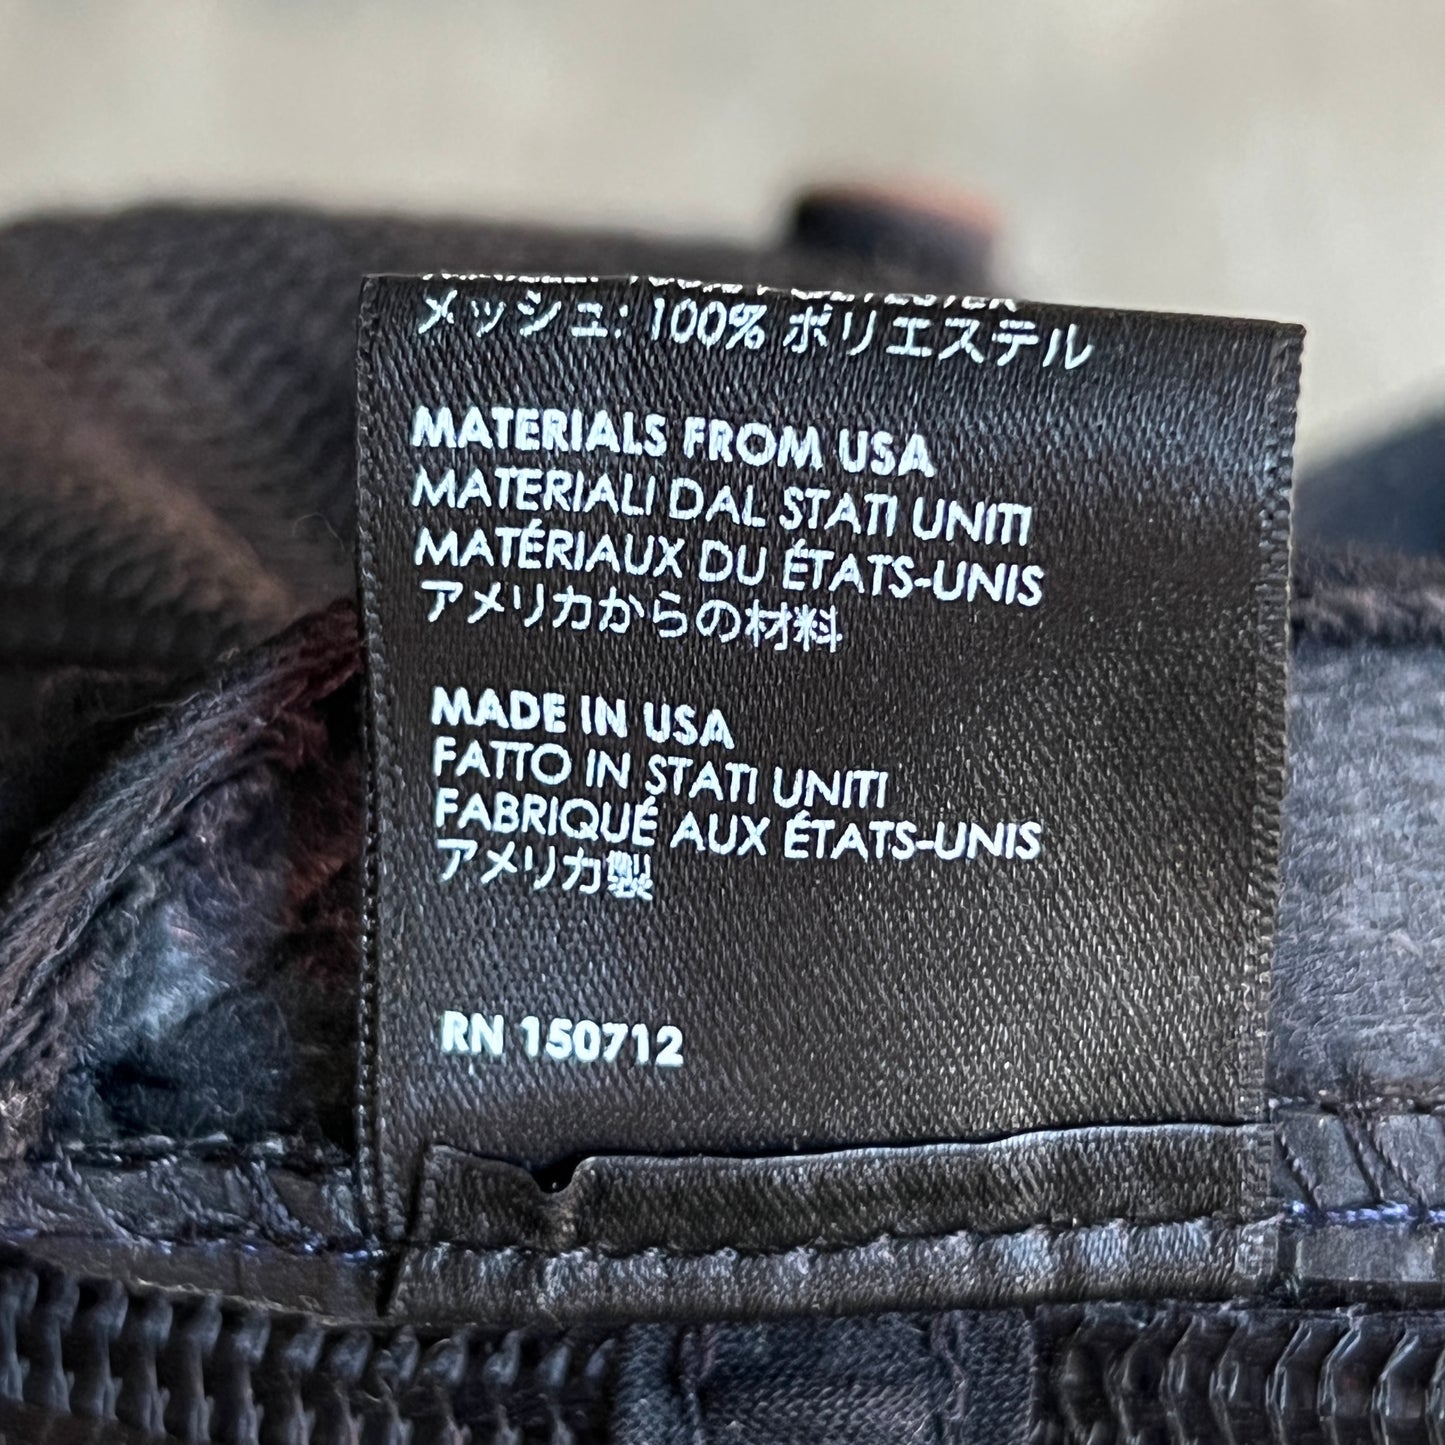 100% POLYESTER
メッシュ: 100% ポリエステル
MATERIALS FROM USA
MATERIALI DAL STATI UNITI
MATÉRIAUX DU ÉTATS-UNIS
アメリカからの材料
MADE IN USA
FATTO IN STATI UNITI
FABRIQUÉ AUX ÉTATS-UNIS
アメリカ製
RN 150712